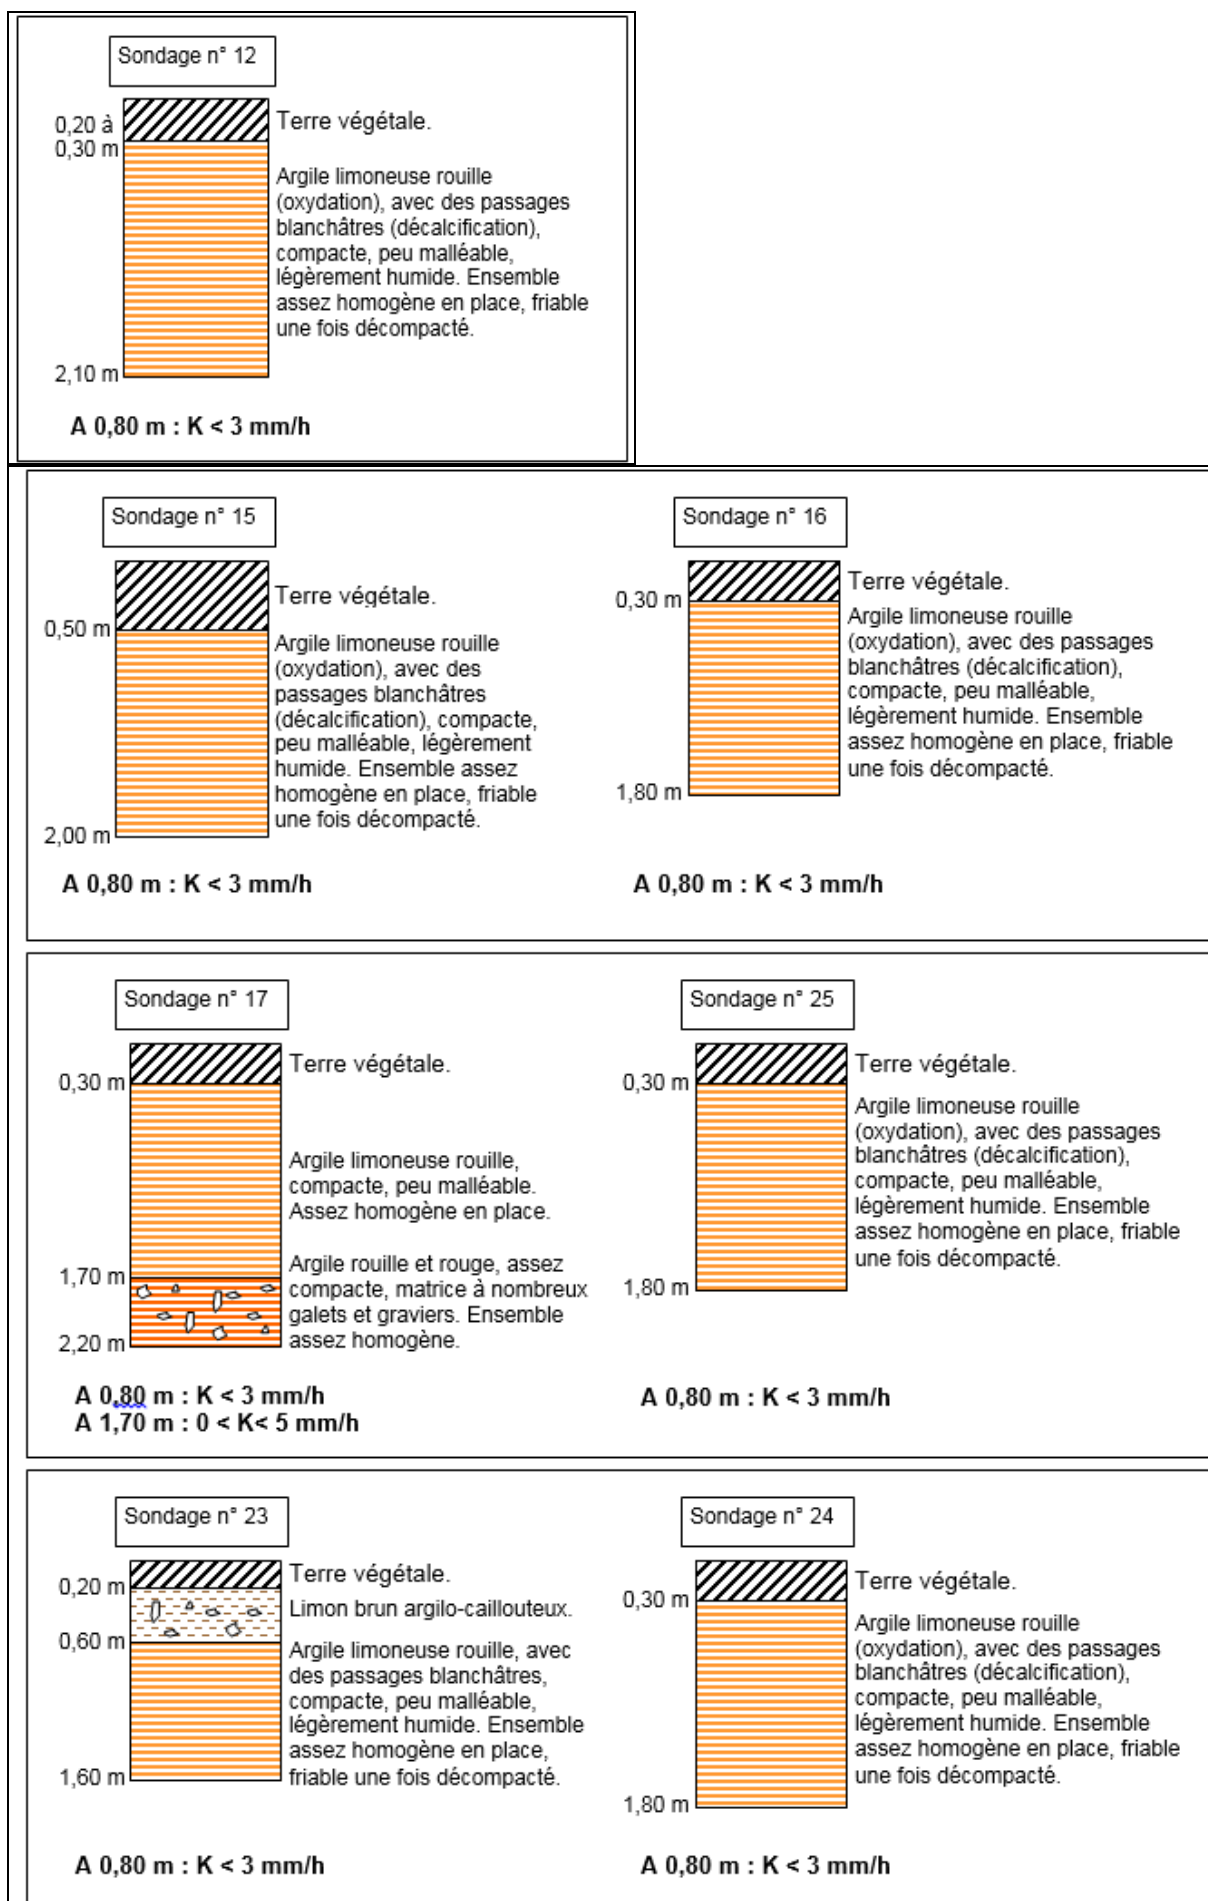 Sondage n° 12
0,20 à
0,30 m
Terre végétale.
Argile limoneuse rouille
(oxydation), avec des passages
blanchâtres (décalcification),
compacte, peu malléable,
légèrement humide. Ensemble
assez homogène en place, friable
une fois décompacté.
2,10 m
A 0,80 m : K < 3 mm/h
Sondage n° 15
Terre végétale.
0,50 m
Argile limoneuse rouille
(oxydation), avec des
passages blanchâtres
(décalcification), compacte,
peu malléable, légèrement
humide. Ensemble assez
homogène en place, friable
une fois décompacté.
2,00 m
A 0,80 m : K < 3 mm/h
Sondage n° 16
Terre végétale.
0,30 m
Argile limoneuse rouille
(oxydation), avec des passages
blanchâtres (décalcification),
compacte, peu malléable,
légèrement humide. Ensemble
assez homogène en place, friable
une fois décompacté.
1,80 m
A 0,80 m : K < 3 mm/h
Sondage n° 17
Terre végétale.
0,30 m
Argile limoneuse rouille,
compacte, peu malléable.
Assez homogène en place.
1,70 m
Argile rouille et rouge, assez
compacte, matrice à nombreux
galets et graviers. Ensemble
assez homogène.
2,20 m
A 0,80 m : K < 3 mm/h
A 1,70 m : 0 < K< 5 mm/h
Sondage n° 25
Terre végétale.
0,30 m
Argile limoneuse rouille
(oxydation), avec des passages
blanchâtres (décalcification),
compacte, peu malléable,
légèrement humide. Ensemble
assez homogène en place, friable
une fois décompacté.
1,80 m
A 0,80 m : K < 3 mm/h
Sondage n° 23
Terre végétale.
0,20 m
Limon brun argilo-caillouteux.
0,60 m
Argile limoneuse rouille, avec
des passages blanchâtres,
compacte, peu malléable,
légèrement humide. Ensemble
assez homogène en place,
friable une fois décompacté.
1,60 m
A 0,80 m : K < 3 mm/h
Sondage n° 24
Terre végétale.
0,30 m
Argile limoneuse rouille
(oxydation), avec des passages
blanchâtres (décalcification),
compacte, peu malléable,
légèrement humide. Ensemble
assez homogène en place, friable
une fois décompacté.
1,80 m
A 0,80 m : K < 3 mm/h